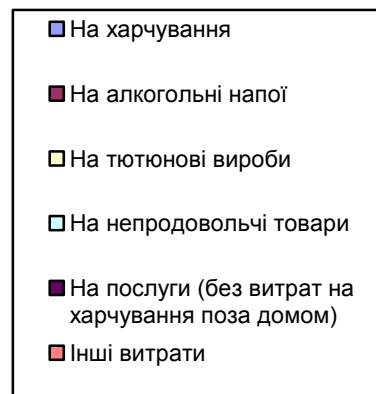 На харчування
На алкогольні напої
На тютюнові вироби
На непродовольчі товари
На послуги (без витрат на
харчування поза домом)
Інші витрати